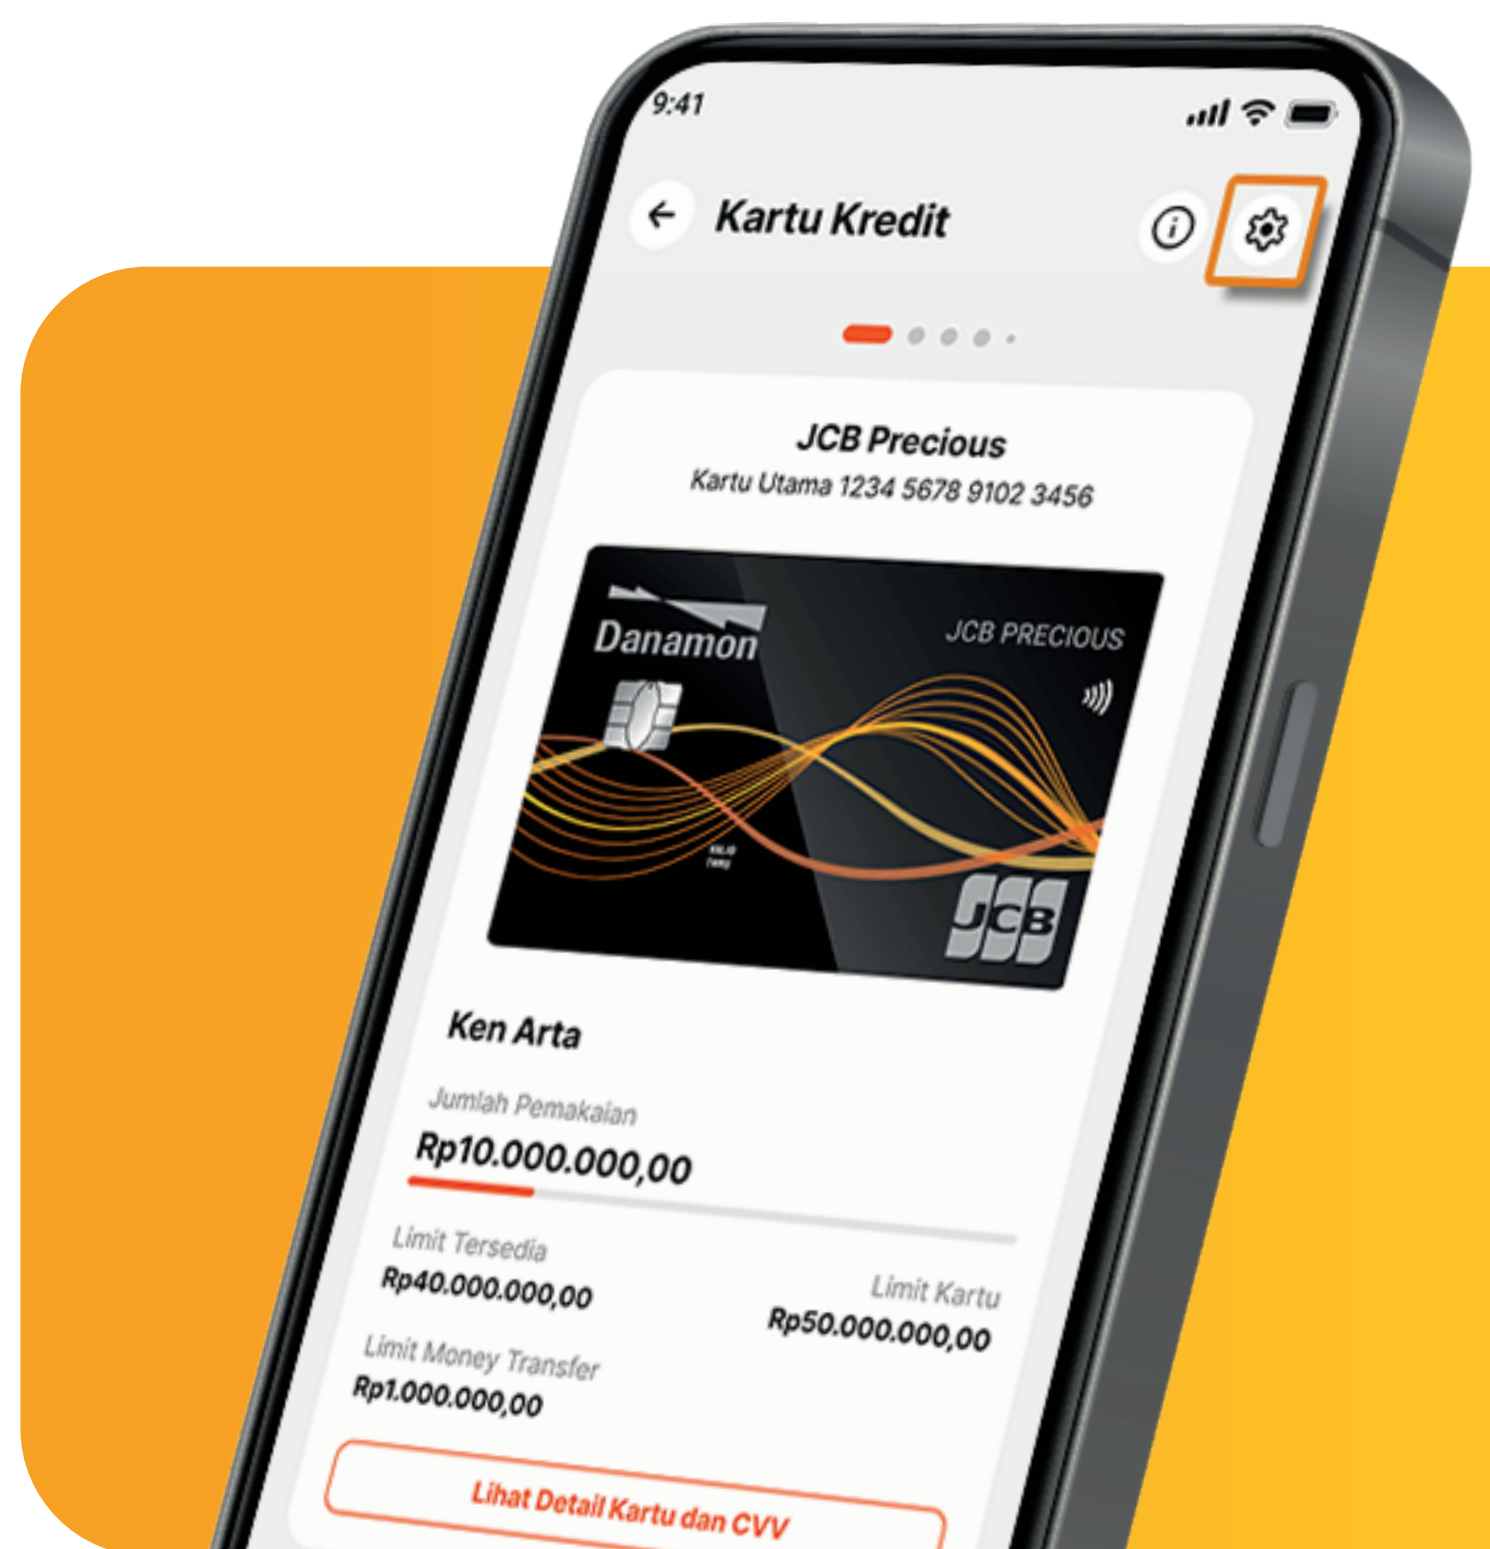 9:41
Kartu Kredit
JCB Precious
Kartu Utama 1234 5678 9102 3456
Danamon
JCB PRECIOUS
JCB
Ken Arta
Jumlah Pemakaian
Rp10.000.000,00
Limit Tersedia
Rp40.000.000,00
Limit Kartu
Rp50.000.000,00
Limit Money Transfer
Rp1.000.000,00
Lihat Detail Kartu dan CVV